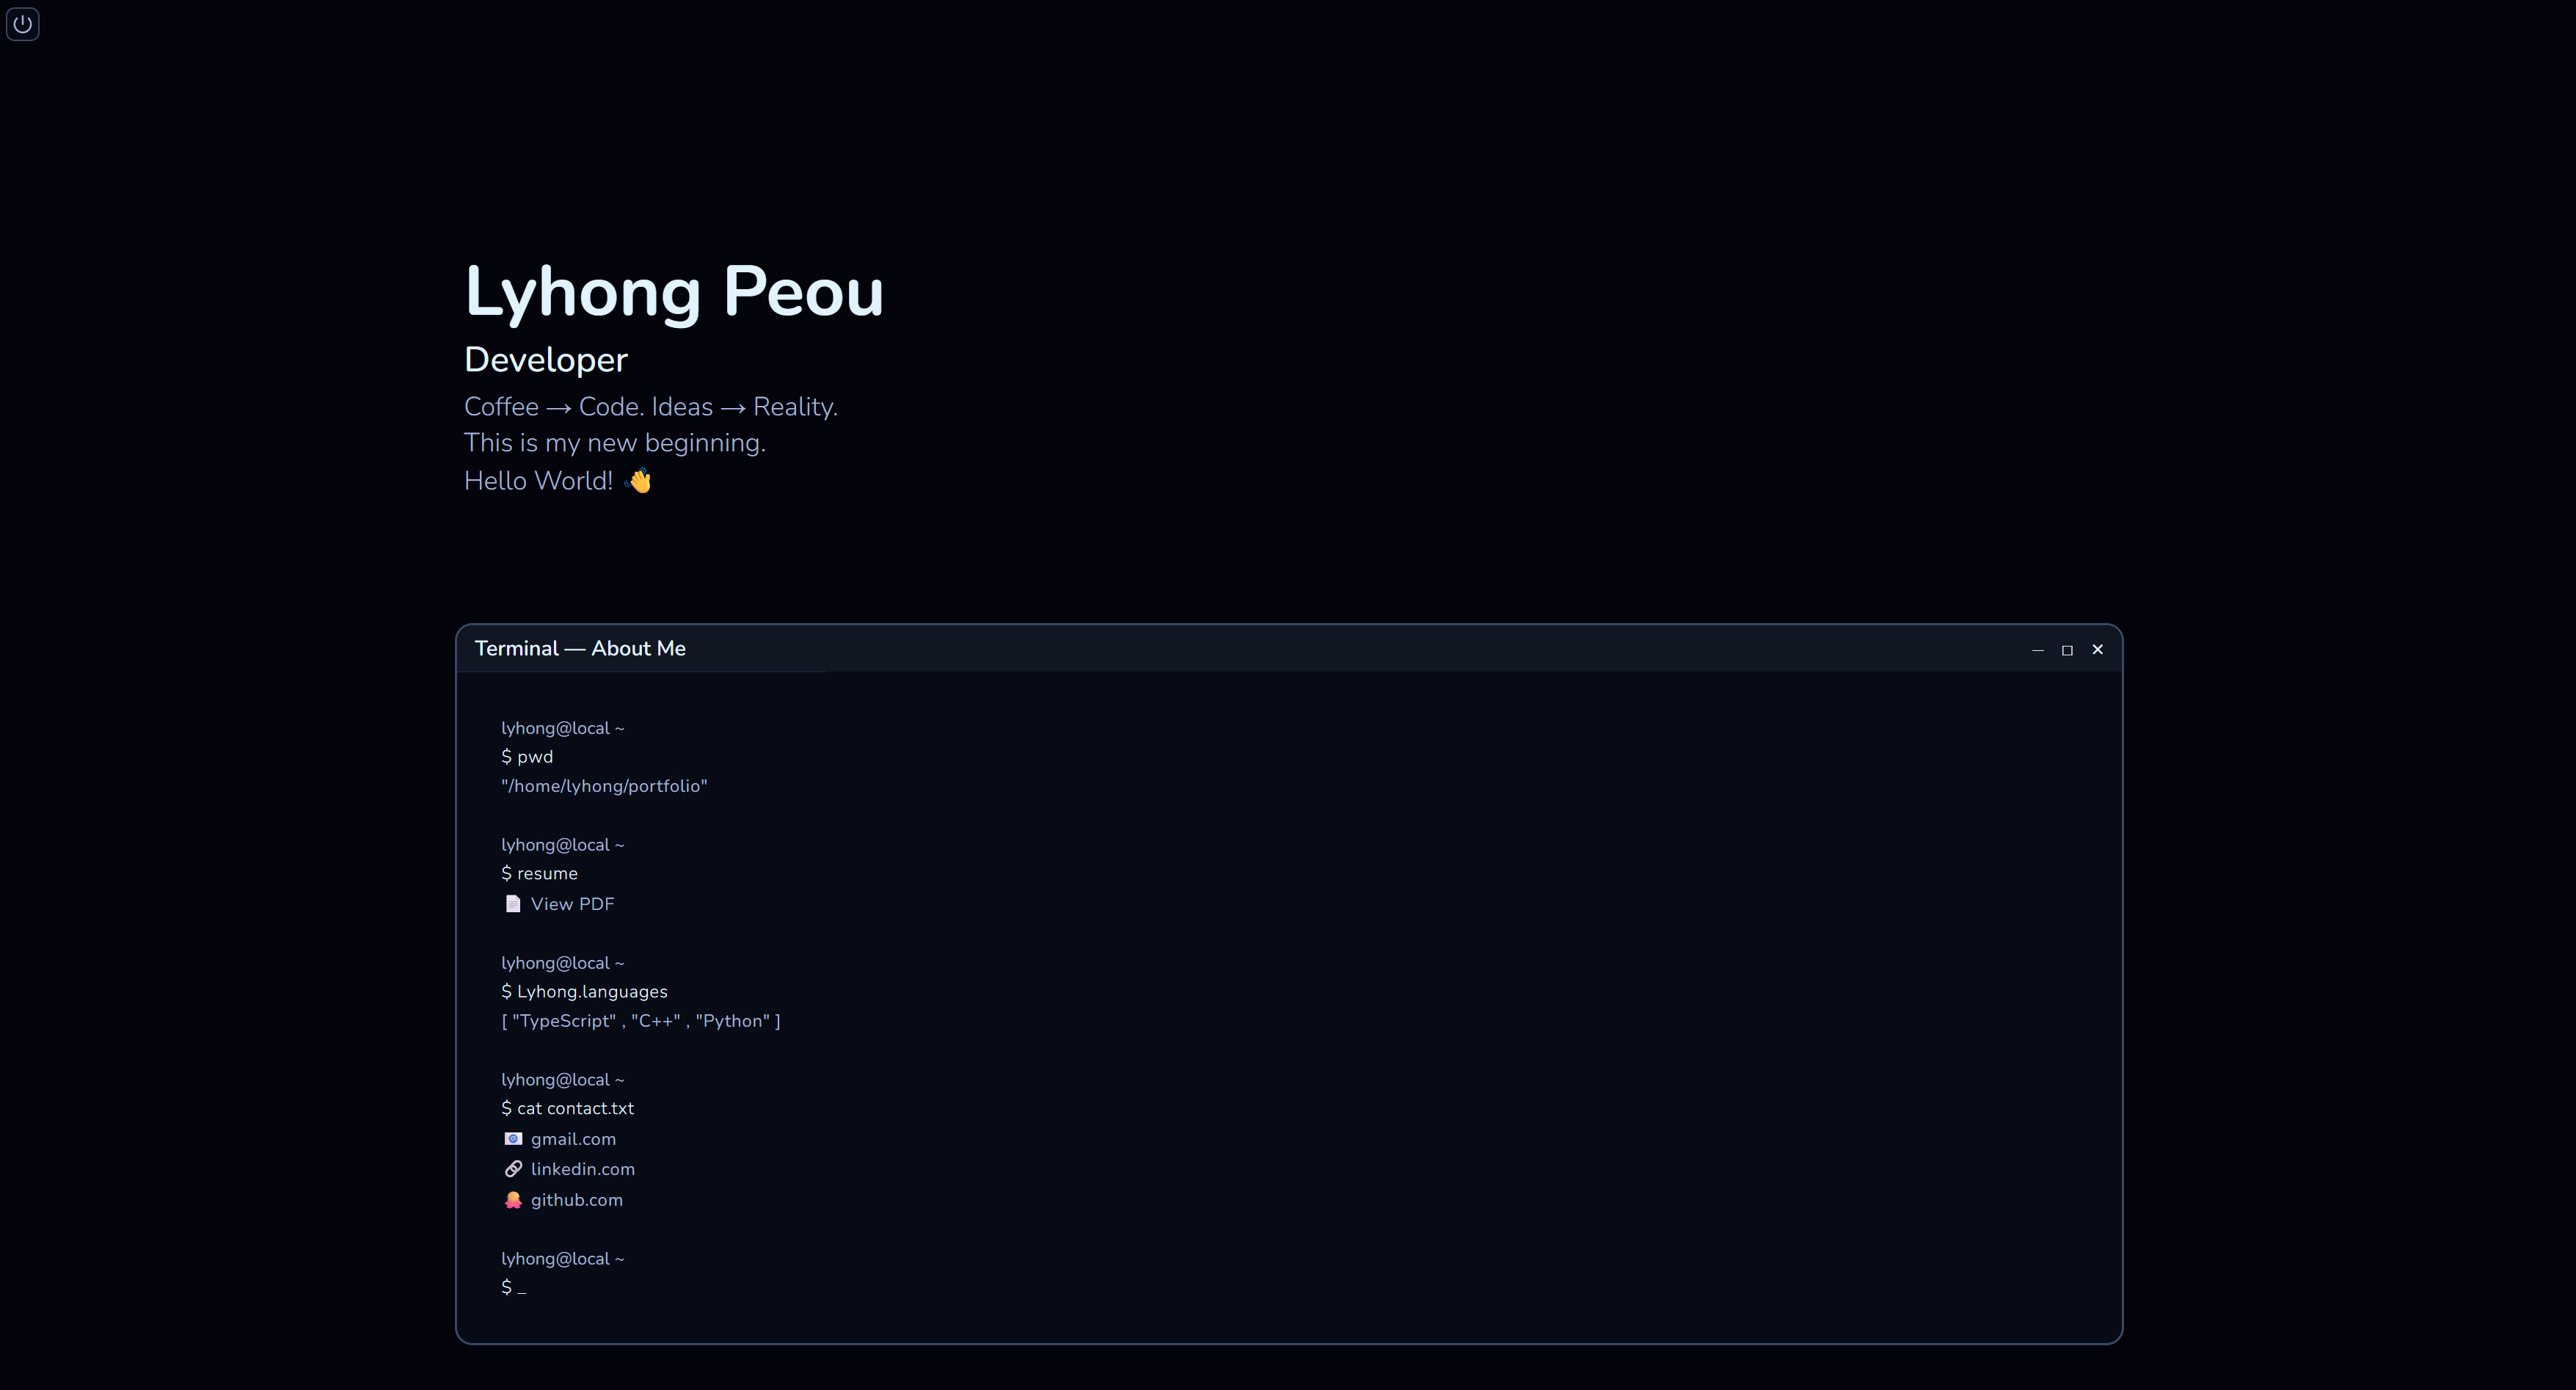 Lyhong Peou
Developer
Coffee → Code. Ideas → Reality.
This is my new beginning.
Hello World! 👋
Terminal — About Me
lyhong@local ~
$ pwd
"/home/lyhong/portfolio"
lyhong@local ~
$ resume
📄 View PDF
lyhong@local ~
$ Lyhong.languages
[ "TypeScript" , "C++" , "Python" ]
lyhong@local ~
$ cat contact.txt
📧 gmail.com
🔗 linkedin.com
🐙 github.com
lyhong@local ~
$ _